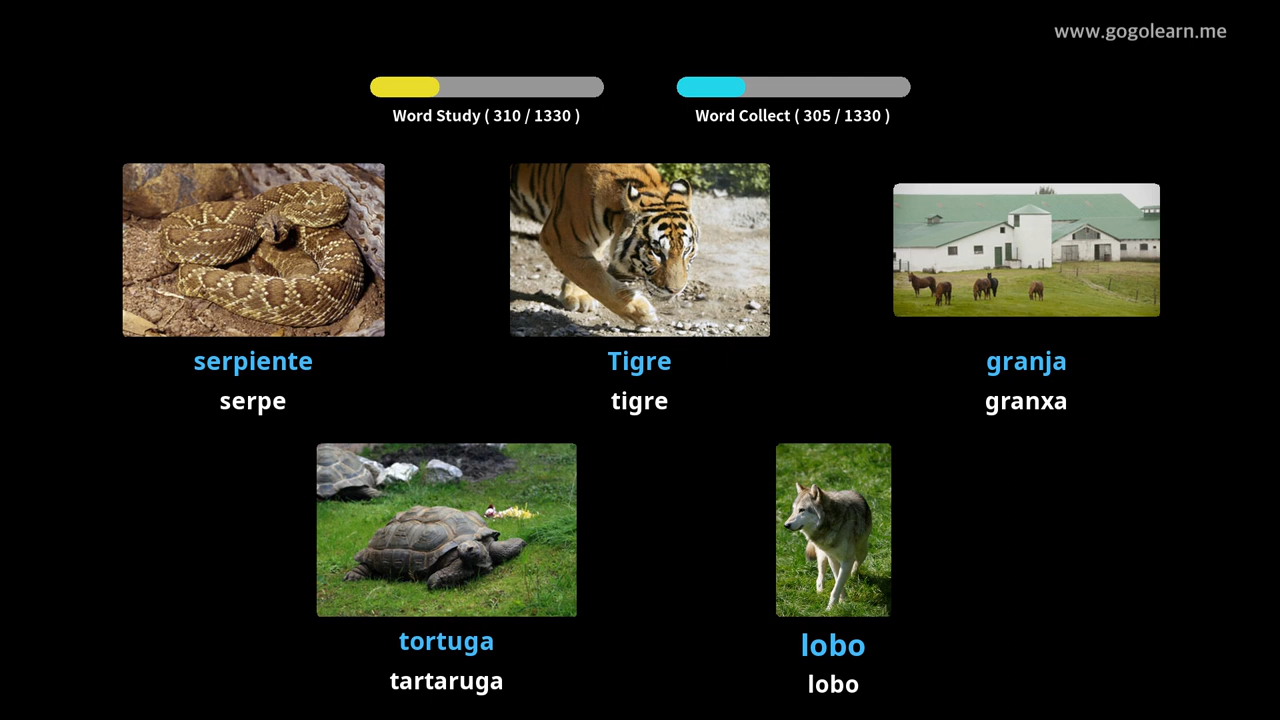 www.gogolearn.me
Word Study ( 310 / 1330 )
Word Collect ( 305 / 1330 )
serpiente
serpe
Tigre
tigre
granja
granxa
tortuga
tartaruga
lobo
lobo